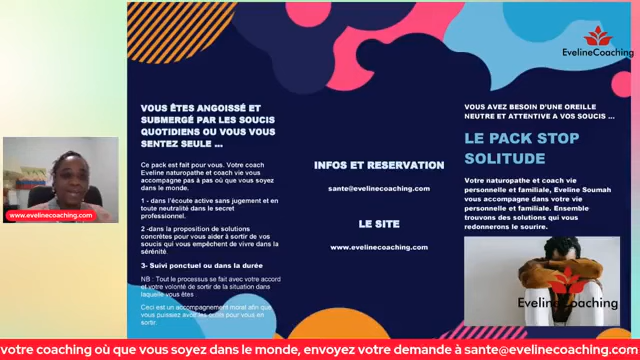 EvelineCoaching
VOUS ÊTES ANGOISSÉ ET
SUBMERGÉ PAR LES SOUCIS
QUOTIDIENS OU VOUS VOUS
SENTEZ SEULE ...
Ce pack est fait pour vous. Votre coach
Eveline naturopathe et coach vie vous
accompagne pas à pas où que vous soyez
dans le monde.
1 - dans l'écoute active sans jugement et en
toute neutralité dans le secret
professionnel.
2 -dans la proposition de solutions
concrètes pour vous aider à sortir de vos
soucis qui vous empêchent de vivre dans la
sérénité.
3- Suivi ponctuel ou dans la durée
NB : Tout le processus se fait avec votre accord
et votre volonté de sortir de la situation dans
laquelle vous êtes
Ceci est un accompagnement moral afin que
vous puissiez avoir les outils pour vous en
sortir.
INFOS ET RESERVATION
sante@evelinecoaching.com
LE SITE
www.evelinecoaching.com
VOUS AVEZ BESOIN D'UNE OREILLE
NEUTRE ET ATTENTIVE A VOS SOUCIS ...
LE PACK STOP
SOLITUDE
Votre naturopathe et coach vie
personnelle et familiale, Eveline Soumah
vous accompagne dans votre vie
personnelle et familiale. Ensemble
trouvons des solutions qui vous
redonnerons le sourire.
EvelineCoaching
www.evelinecoaching.com
votre coaching où que vous soyez dans le monde, envoyez votre demande à sante@evelinecoaching.com